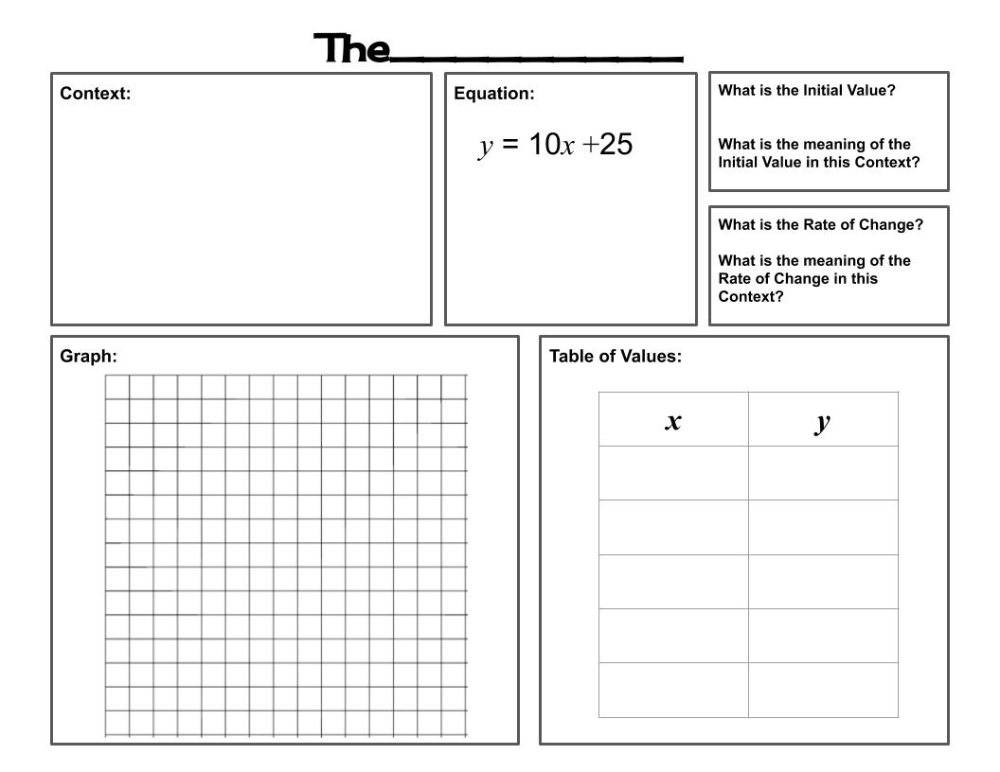 The__________
Context:
Equation:
y = 10x +25
What is the Initial Value?
What is the meaning of the
Initial Value in this Context?
What is the Rate of Change?
What is the meaning of the
Rate of Change in this
Context?
Graph:
Table of Values:
x y